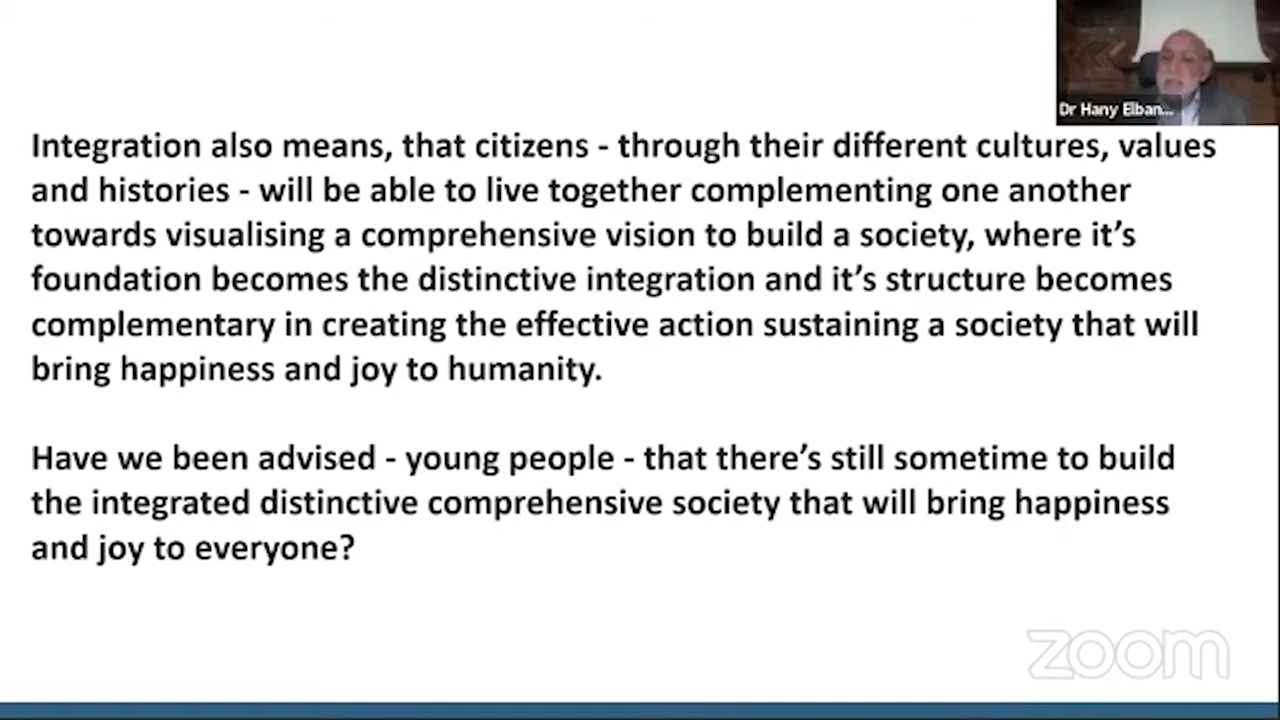 Dr Hany Elban...
Integration also means, that citizens - through their different cultures, values
and histories - will be able to live together complementing one another
towards visualising a comprehensive vision to build a society, where it’s
foundation becomes the distinctive integration and it’s structure becomes
complementary in creating the effective action sustaining a society that will
bring happiness and joy to humanity.
Have we been advised - young people - that there’s still sometime to build
the integrated distinctive comprehensive society that will bring happiness
and joy to everyone?
zoom